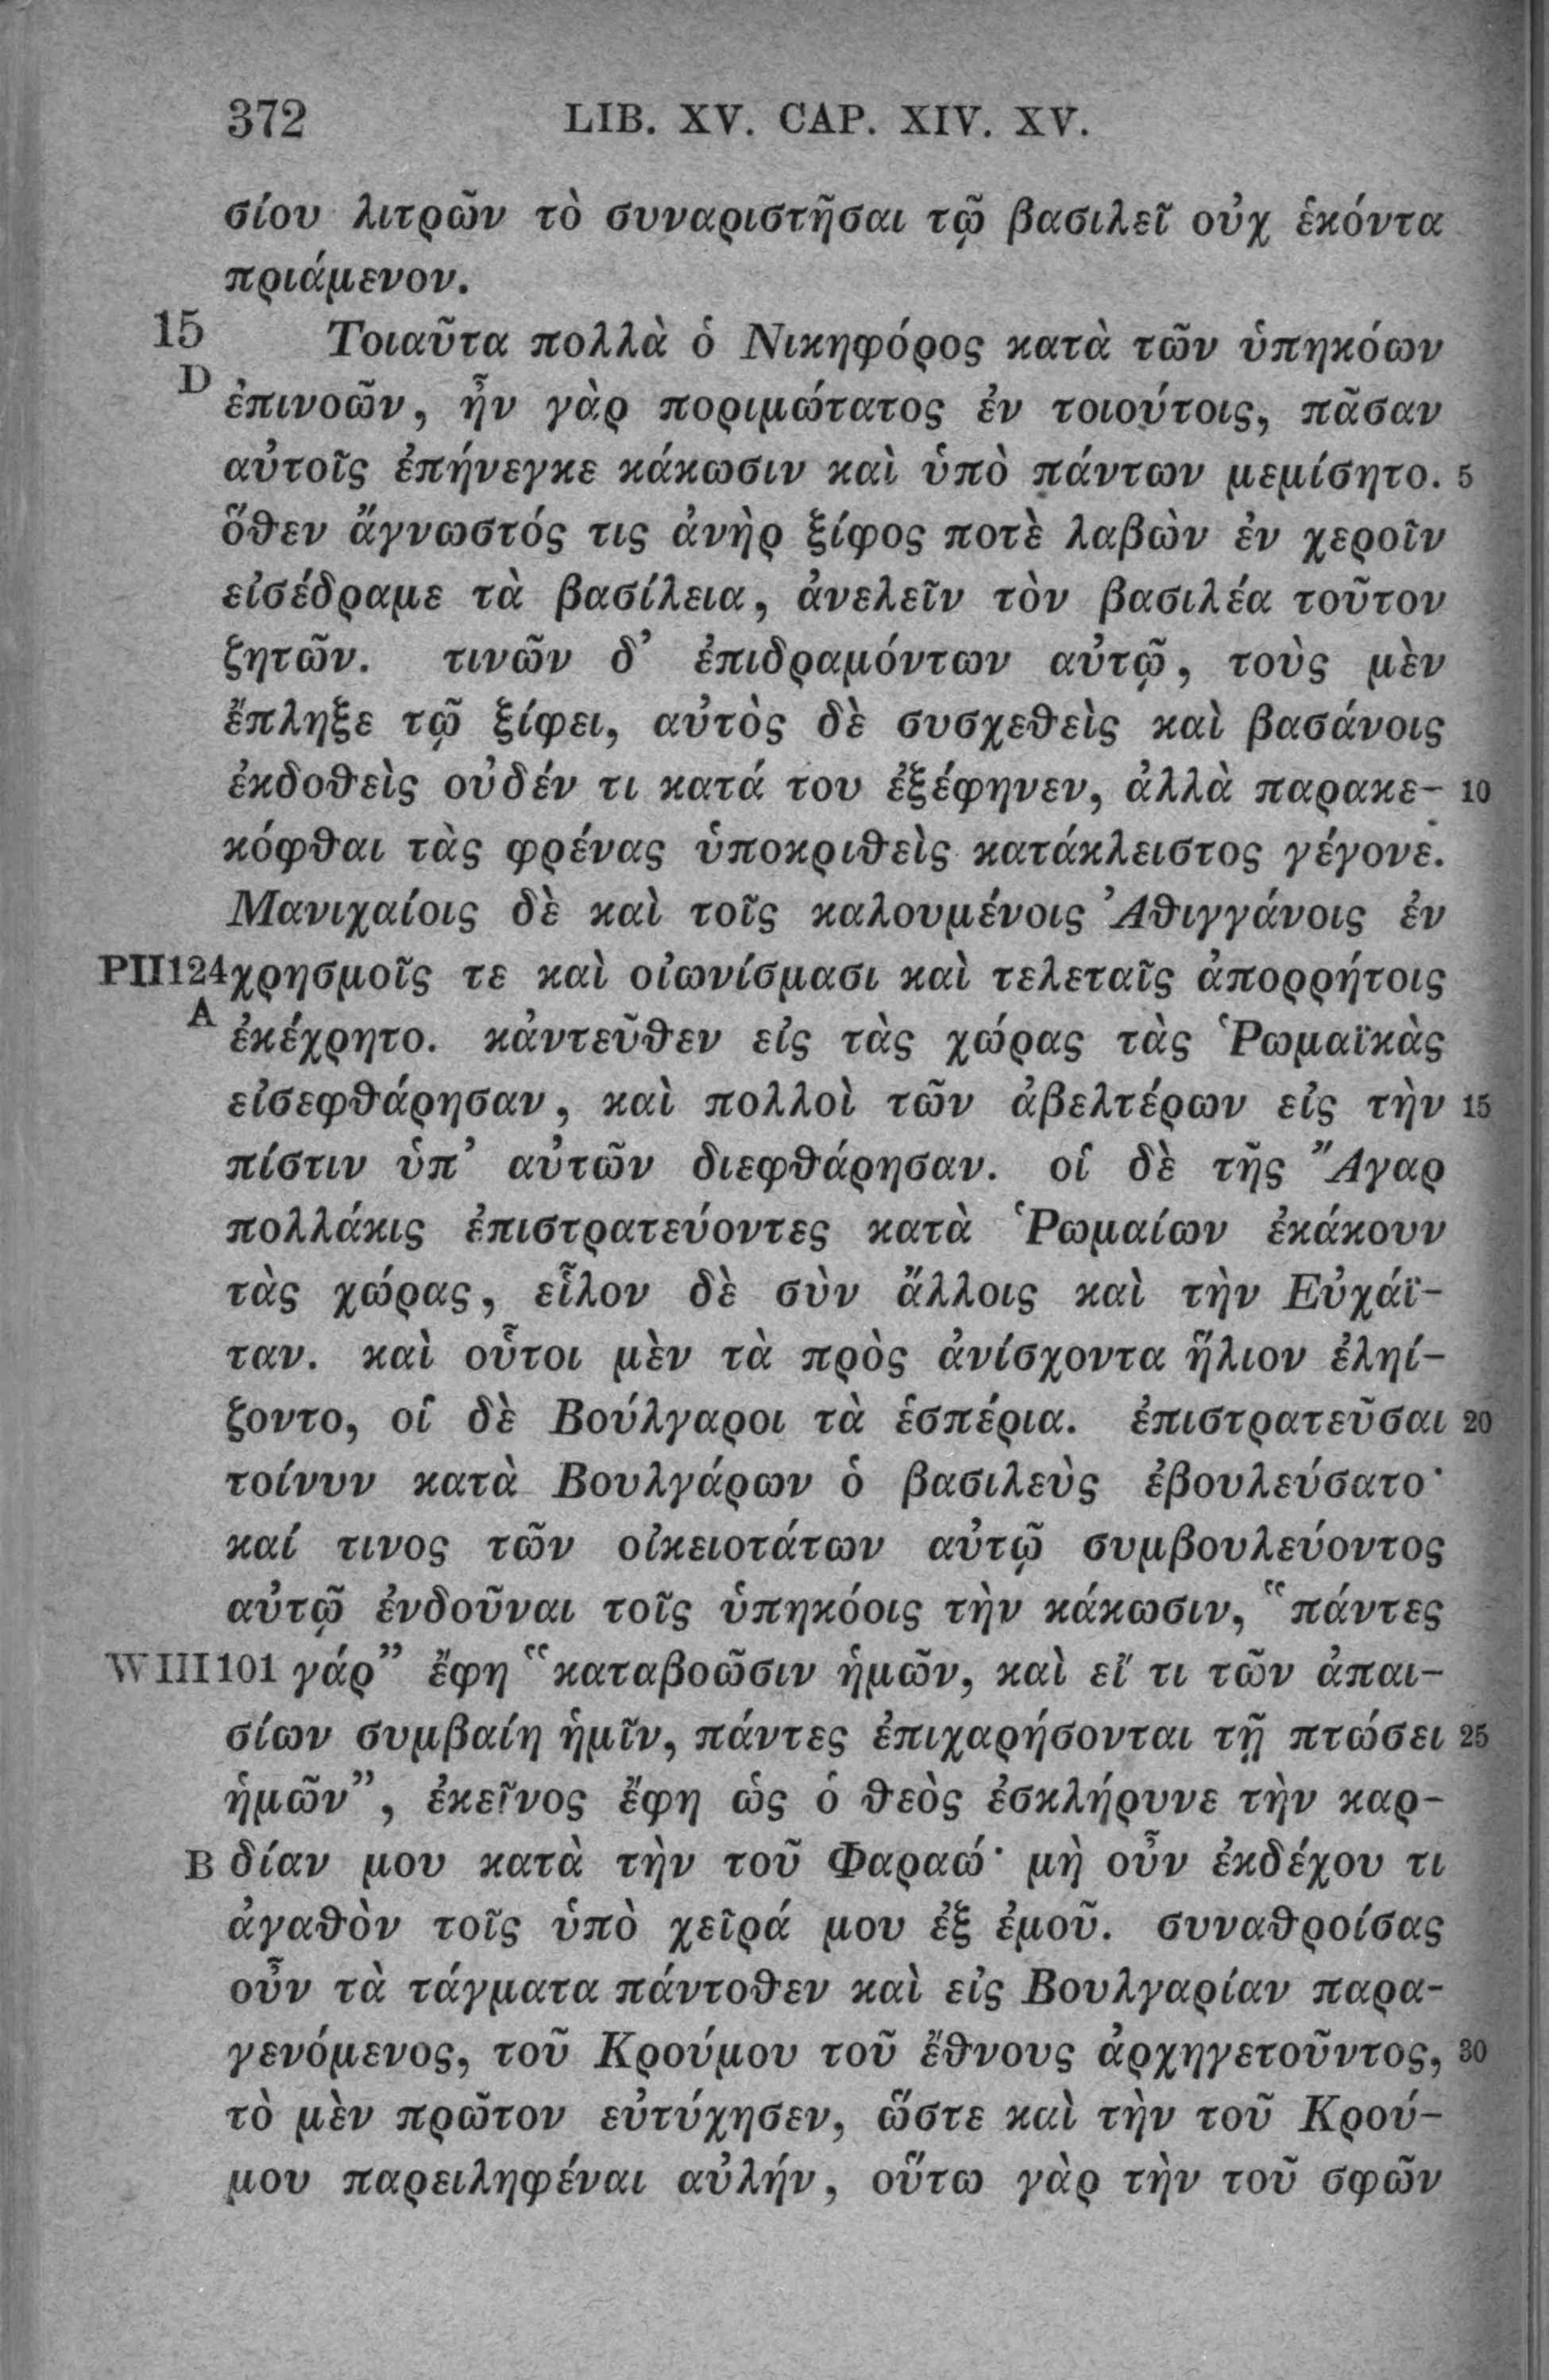 372 LIB. XV. CAP. XIV. XV.
σίου λιτρῶν τὸ συναριστῆσαι τῷ βασιλεῖ οὐχ ἑκόντα
πριάμενον.
15 Τοιαῦτα πολλὰ ὁ Νικηφόρος κατὰ τῶν ὑπηκόων
D ἐπινοῶν, ἦν γὰρ ποριμώτατος ἐν τοιούτοις, πᾶσαν
αὐτοῖς ἐπήνεγκε κάκωσιν καὶ ὑπὸ πάντων μεμίσητο. 5
ὅθεν ἄγνωστός τις ἀνὴρ ξίφος ποτὲ λαβὼν ἐν χεροῖν
εἰσέδραμε τὰ βασίλεια, ἀνελεῖν τὸν βασιλέα τοῦτον
ζητῶν. τινῶν δ’ ἐπιδραμόντων αὐτῷ, τοὺς μὲν
ἔπληξε τῷ ξίφει, αὐτὸς δὲ συσχεθεὶς καὶ βασάνοις
ἐκδοθεὶς οὐδέν τι κατά του ἐξέφηνεν, ἀλλὰ παρακε- 10
κόφθαι τὰς φρένας ὑποκριθεὶς κατάκλειστος γέγονε.
Μανιχαίοις δὲ καὶ τοῖς καλουμένοις Ἀθιγγάνοις ἐν
PII124 χρησμοῖς τε καὶ οἰωνίσμασι καὶ τελεταῖς ἀπορρήτοις
A ἐκέχρητο. κἀντεῦθεν εἰς τὰς χώρας τὰς Ῥωμαϊκὰς
εἰσεφθάρησαν, καὶ πολλοὶ τῶν ἀβελτέρων εἰς τὴν 15
πίστιν ὑπ’ αὐτῶν διεφθάρησαν. οἱ δὲ τῆς Ἄγαρ
πολλάκις ἐπιστρατεύοντες κατὰ Ῥωμαίων ἐκάκουν
τὰς χώρας, εἷλον δὲ σὺν ἄλλοις καὶ τὴν Εὐχάϊ-
ταν. καὶ οὗτοι μὲν τὰ πρὸς ἀνίσχοντα ἥλιον ἐληί-
ζοντο, οἱ δὲ Βούλγαροι τὰ ἑσπέρια. ἐπιστρατεῦσαι 20
τοίνυν κατὰ Βουλγάρων ὁ βασιλεὺς ἐβουλεύσατο·
καί τινος τῶν οἰκειοτάτων αὐτῷ συμβουλεύοντος
αὐτῷ ἐνδοῦναι τοῖς ὑπηκόοις τὴν κάκωσιν, “πάντες
WIII101 γάρ” ἔφη “καταβοῶσιν ἡμῶν, καὶ εἴ τι τῶν ἀπαι-
σίων συμβαίη ἡμῖν, πάντες ἐπιχαρήσονται τῇ πτώσει 25
ἡμῶν”, ἐκεῖνος ἔφη ὡς ὁ θεὸς ἐσκλήρυνε τὴν καρ-
B δίαν μου κατὰ τὴν τοῦ Φαραώ· μὴ οὖν ἐκδέχου τι
ἀγαθὸν τοῖς ὑπὸ χεῖρά μου ἐξ ἐμοῦ. συναθροίσας
οὖν τὰ τάγματα πάντοθεν καὶ εἰς Βουλγαρίαν παρα-
γενόμενος, τοῦ Κρούμου τοῦ ἔθνους ἀρχηγετοῦντος, 30
τὸ μὲν πρῶτον εὐτύχησεν, ὥστε καὶ τὴν τοῦ Κρού-
μου παρειληφέναι αὐλήν, οὕτω γὰρ τὴν τοῦ σφῶν